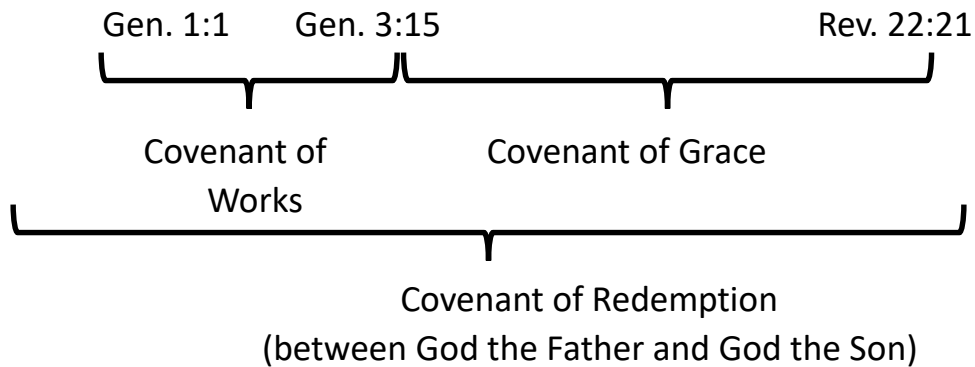 Gen. 1:1 Gen. 3:15 Rev. 22:21
Covenant of Works
Covenant of Grace
Covenant of Redemption
(between God the Father and God the Son)